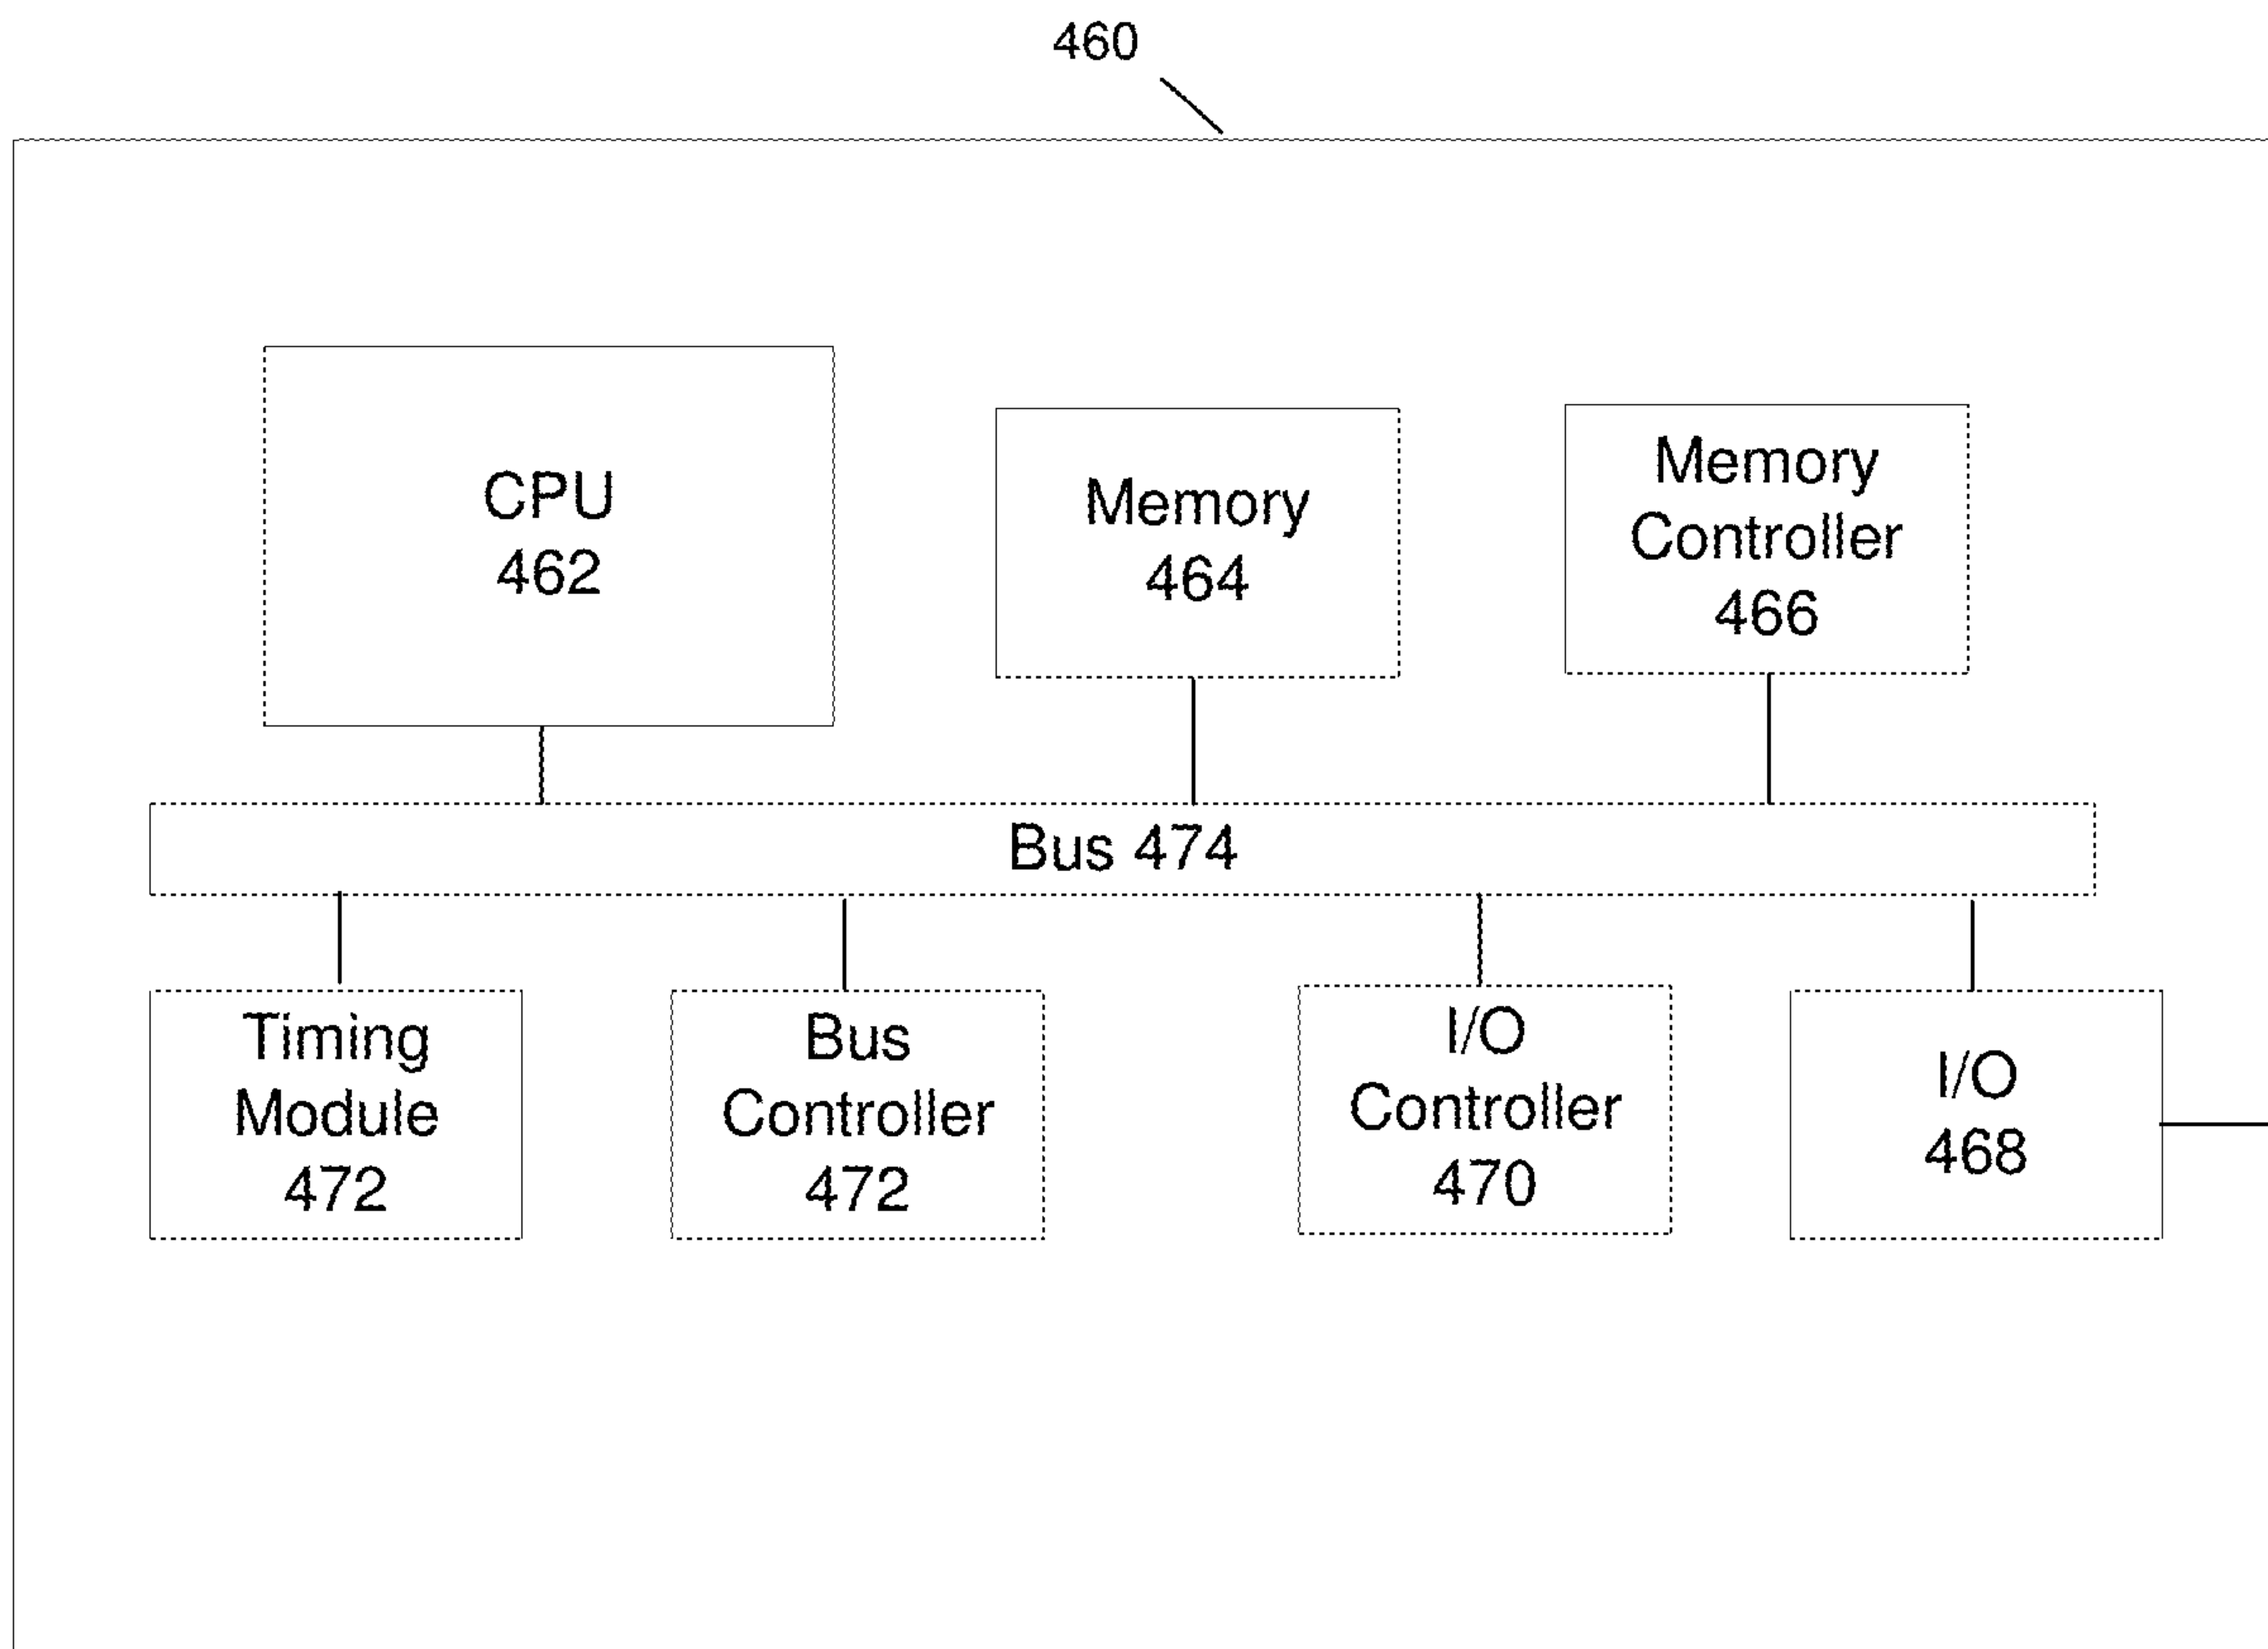 460
CPU
462
Memory
464
Memory
Controller
466
Bus 474
Timing
Module
472
Bus
Controller
472
I/O
Controller
470
I/O
468